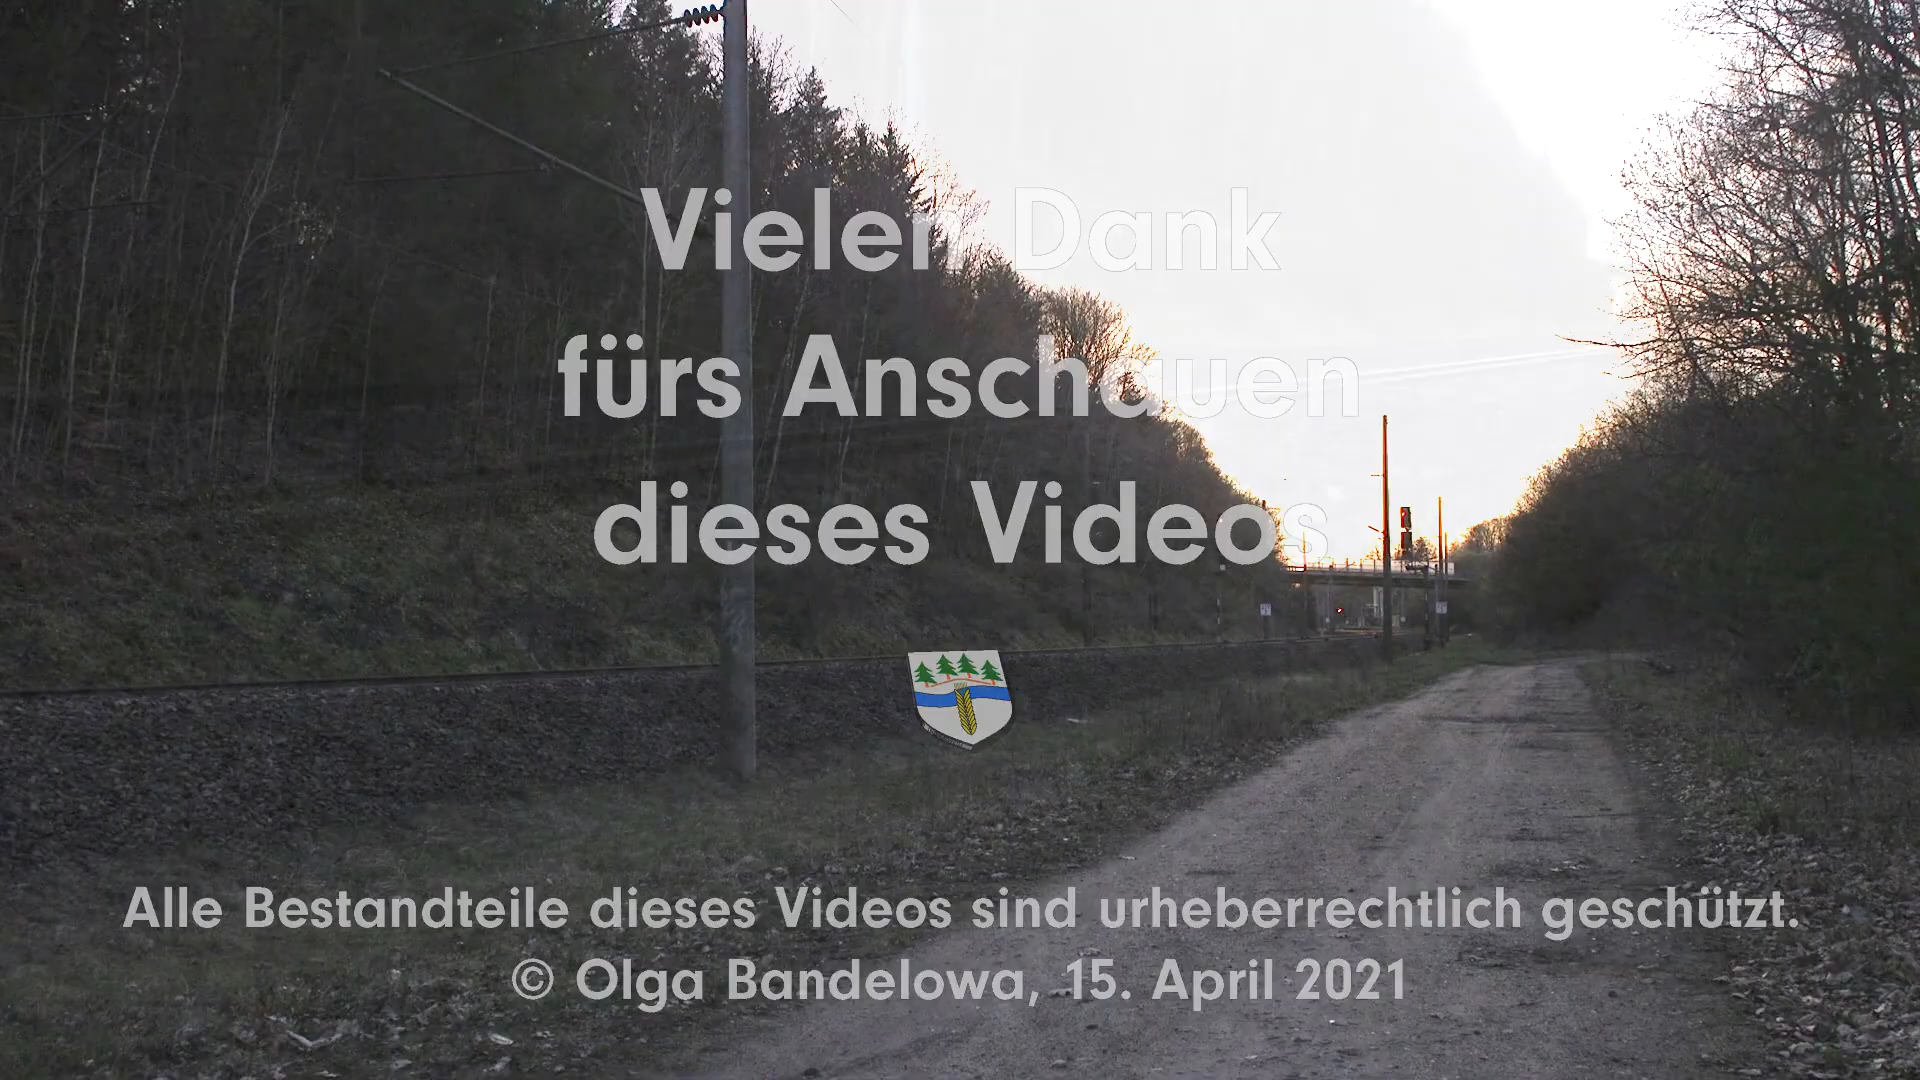 Vielen Dank
fürs Anschauen
dieses Videos
Alle Bestandteile dieses Videos sind urheberrechtlich geschützt.
© Olga Bandelowa, 15. April 2021